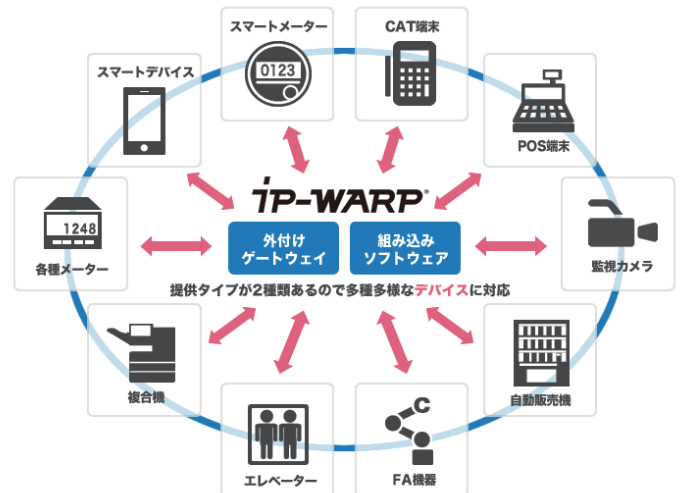 スマートメーター
CAT端末
0123
スマートデバイス
POS端末
iP-WARP®
1248
各種メーター
外付け
ゲートウェイ
組み込み
ソフトウェア
監視カメラ
提供タイプが2種類あるので多種多様なデバイスに対応
複合機
自動販売機
C
エレベーター
FA機器